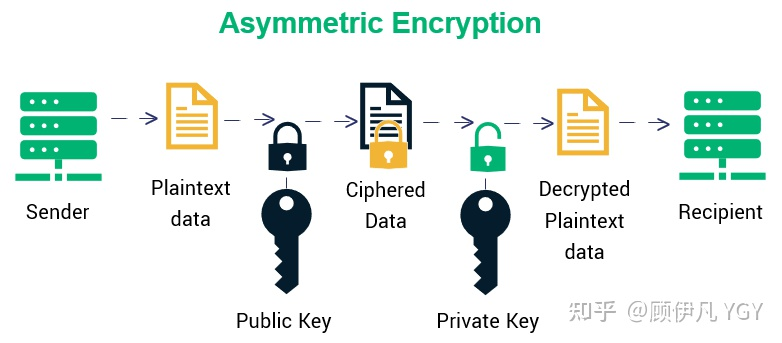 Asymmetric Encryption
Sender
Plaintext
data
Public Key
Ciphered
Data
Private Key
Decrypted
Plaintext
data
Recipient
知乎 @顾伊凡 YGY